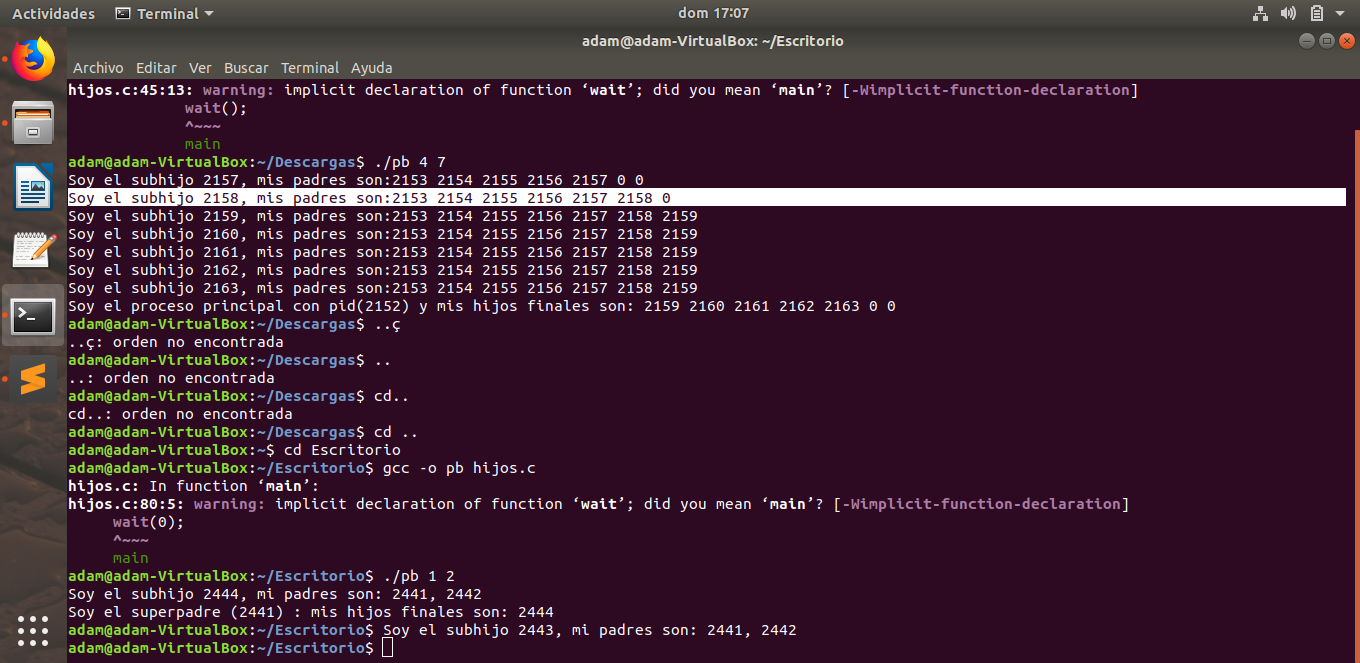 Actividades Terminal dom 17:07
adam@adam-VirtualBox: ~/Escritorio
Archivo Editar Ver Buscar Terminal Ayuda
hijos.c:45:13: warning: implicit declaration of function ‘wait’; did you mean ‘main’? [-Wimplicit-function-declaration]
wait();
^~~~
main
adam@adam-VirtualBox:~/Descargas$ ./pb 4 7
Soy el subhijo 2157, mis padres son:2153 2154 2155 2156 2157 0 0
Soy el subhijo 2158, mis padres son:2153 2154 2155 2156 2157 2158 0
Soy el subhijo 2159, mis padres son:2153 2154 2155 2156 2157 2158 2159
Soy el subhijo 2160, mis padres son:2153 2154 2155 2156 2157 2158 2159
Soy el subhijo 2161, mis padres son:2153 2154 2155 2156 2157 2158 2159
Soy el subhijo 2162, mis padres son:2153 2154 2155 2156 2157 2158 2159
Soy el subhijo 2163, mis padres son:2153 2154 2155 2156 2157 2158 2159
Soy el proceso principal con pid(2152) y mis hijos finales son: 2159 2160 2161 2162 2163 0 0
adam@adam-VirtualBox:~/Descargas$ ..ç
..ç: orden no encontrada
adam@adam-VirtualBox:~/Descargas$ ..
..: orden no encontrada
adam@adam-VirtualBox:~/Descargas$ cd..
cd..: orden no encontrada
adam@adam-VirtualBox:~/Descargas$ cd ..
adam@adam-VirtualBox:~$ cd Escritorio
adam@adam-VirtualBox:~/Escritorio$ gcc -o pb hijos.c
hijos.c: In function ‘main’:
hijos.c:80:5: warning: implicit declaration of function ‘wait’; did you mean ‘main’? [-Wimplicit-function-declaration]
wait(0);
^~~~
main
adam@adam-VirtualBox:~/Escritorio$ ./pb 1 2
Soy el subhijo 2444, mi padres son: 2441, 2442
Soy el superpadre (2441) : mis hijos finales son: 2444
adam@adam-VirtualBox:~/Escritorio$ Soy el subhijo 2443, mi padres son: 2441, 2442
adam@adam-VirtualBox:~/Escritorio$